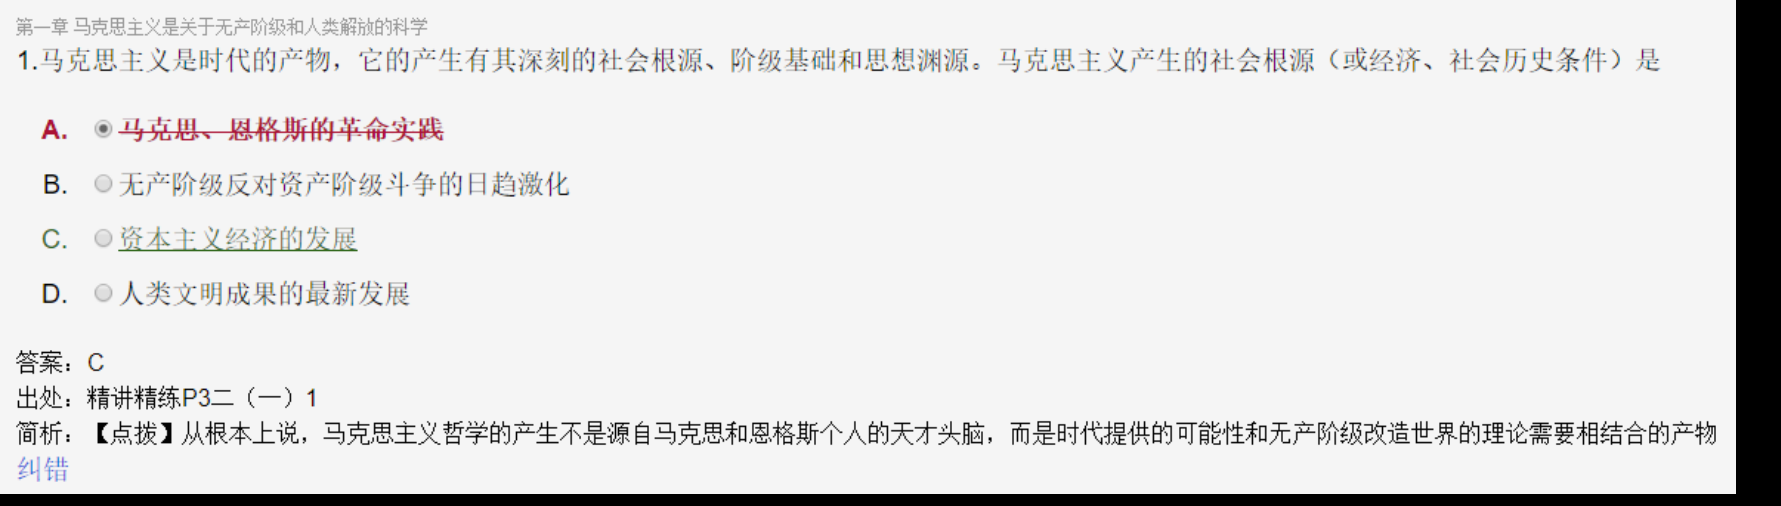 第一章 马克思主义是关于无产阶级和人类解放的科学
1.马克思主义是时代的产物，它的产生有其深刻的社会根源、阶级基础和思想渊源。马克思主义产生的社会根源（或经济、社会历史条件）是
A. 马克思、恩格斯的革命实践
B. 无产阶级反对资产阶级斗争的日趋激化
C. 资本主义经济的发展
D. 人类文明成果的最新发展
答案：C
出处：精讲精练P3二（一）1
简析：【点拨】从根本上说，马克思主义哲学的产生不是源自马克思和恩格斯个人的天才头脑，而是时代提供的可能性和无产阶级改造世界的理论需要相结合的产物
纠错